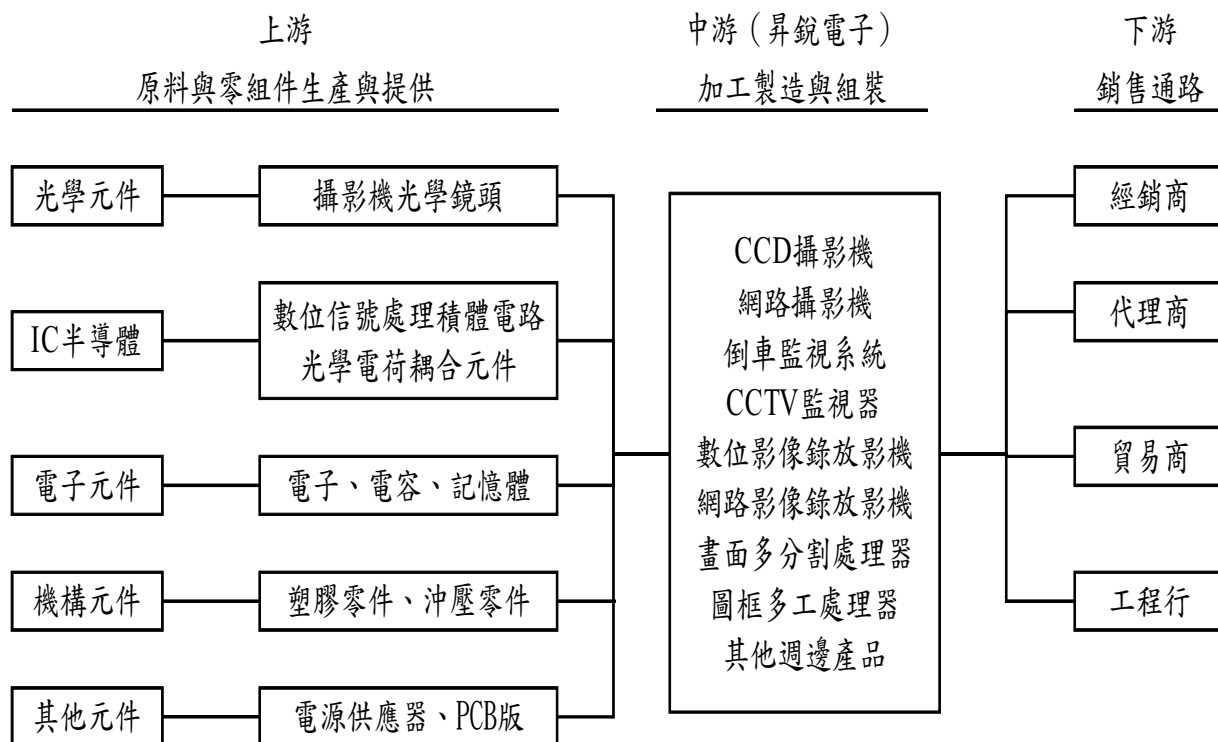 上游
原料與零組件生產與提供
光學元件
攝影機光學鏡頭
IC半導體
數位信號處理積體電路
光學電荷耦合元件
電子元件
電子、電容、記憶體
機構元件
塑膠零件、沖壓零件
其他元件
電源供應器、PCB版
中游(昇銳電子)
加工製造與組裝
CCD攝影機
網路攝影機
倒車監視系統
CCTV監視器
數位影像錄放影機
網路影像錄放影機
畫面多分割處理器
圖框多工處理器
其他週邊產品
下游
銷售通路
經銷商
代理商
貿易商
工程行